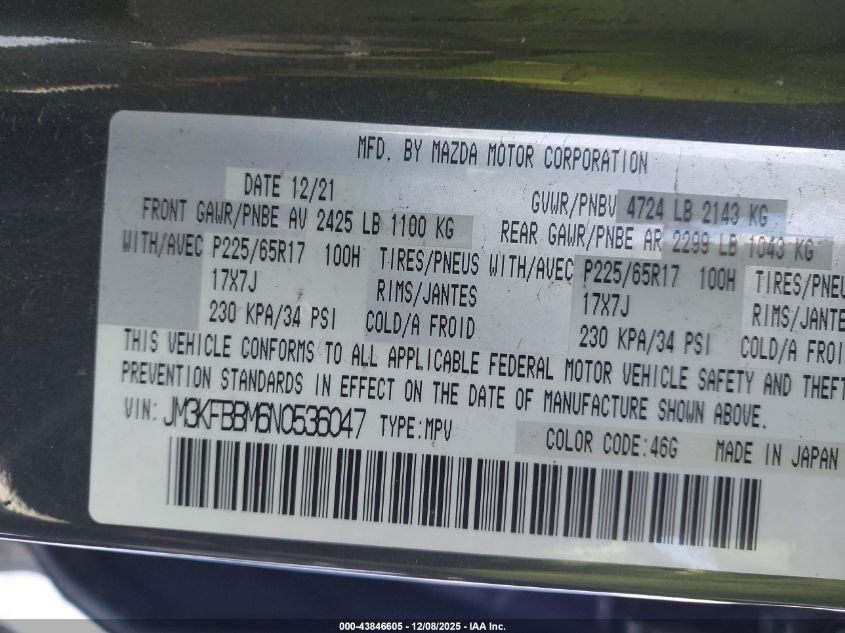 MFD. BY MAZDA MOTOR CORPORATION
DATE 12/21 GVWR/PNBV 4724 LB 2143 KG
FRONT GAWR/PNBE AV 2425 LB 1100 KG REAR GAWR/PNBE AR 2299 LB 1043 KG
WITH/AVEC P225/65R17 100H TIRES/PNEUS WITH/AVEC P225/65R17 100H TIRES/PNEU
17X7J RIMS/JANTES 17X7J RIMS/JANTES
230 KPA/34 PSI COLD/A FROID 230 KPA/34 PSI COLD/A FROI
THIS VEHICLE CONFORMS TO ALL APPLICABLE FEDERAL MOTOR VEHICLE SAFETY AND THEFT
PREVENTION STANDARDS IN EFFECT ON THE DATE OF MANUFACTURE SHOWN ABOVE.
VIN: JM3KFBBM6N0536047 TYPE:MPV COLOR CODE:46G MADE IN JAPAN
000-43846605 - 12/08/2025 - IAA Inc.